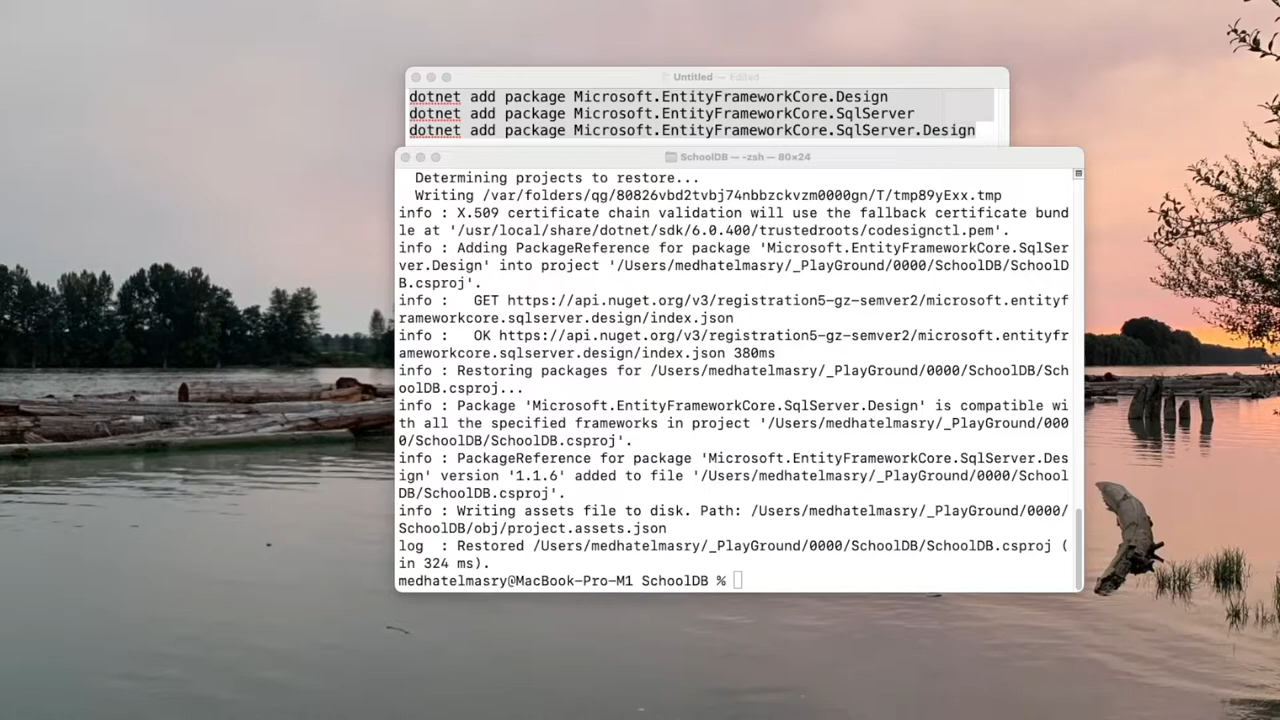 Untitled — Edited
dotnet add package Microsoft.EntityFrameworkCore.Design
dotnet add package Microsoft.EntityFrameworkCore.SqlServer
dotnet add package Microsoft.EntityFrameworkCore.SqlServer.Design
SchoolDB — -zsh — 80×24
Determining projects to restore...
Writing /var/folders/qg/80826vbd2tvbj74nbbzckvzm0000gn/T/tmp89yExx.tmp
info : X.509 certificate chain validation will use the fallback certificate bund
le at '/usr/local/share/dotnet/sdk/6.0.400/trustedroots/codesignctl.pem'.
info : Adding PackageReference for package 'Microsoft.EntityFrameworkCore.SqlSer
ver.Design' into project '/Users/medhatelmasry/_PlayGround/0000/SchoolDB/SchoolD
B.csproj'.
info :   GET https://api.nuget.org/v3/registration5-gz-semver2/microsoft.entityf
rameworkcore.sqlserver.design/index.json
info :   OK https://api.nuget.org/v3/registration5-gz-semver2/microsoft.entityfr
ameworkcore.sqlserver.design/index.json 380ms
info : Restoring packages for /Users/medhatelmasry/_PlayGround/0000/SchoolDB/Sch
oolDB.csproj...
info : Package 'Microsoft.EntityFrameworkCore.SqlServer.Design' is compatible wi
th all the specified frameworks in project '/Users/medhatelmasry/_PlayGround/000
0/SchoolDB/SchoolDB.csproj'.
info : PackageReference for package 'Microsoft.EntityFrameworkCore.SqlServer.Des
ign' version '1.1.6' added to file '/Users/medhatelmasry/_PlayGround/0000/School
DB/SchoolDB.csproj'.
info : Writing assets file to disk. Path: /Users/medhatelmasry/_PlayGround/0000/
SchoolDB/obj/project.assets.json
log  : Restored /Users/medhatelmasry/_PlayGround/0000/SchoolDB/SchoolDB.csproj (
in 324 ms).
medhatelmasry@MacBook-Pro-M1 SchoolDB %